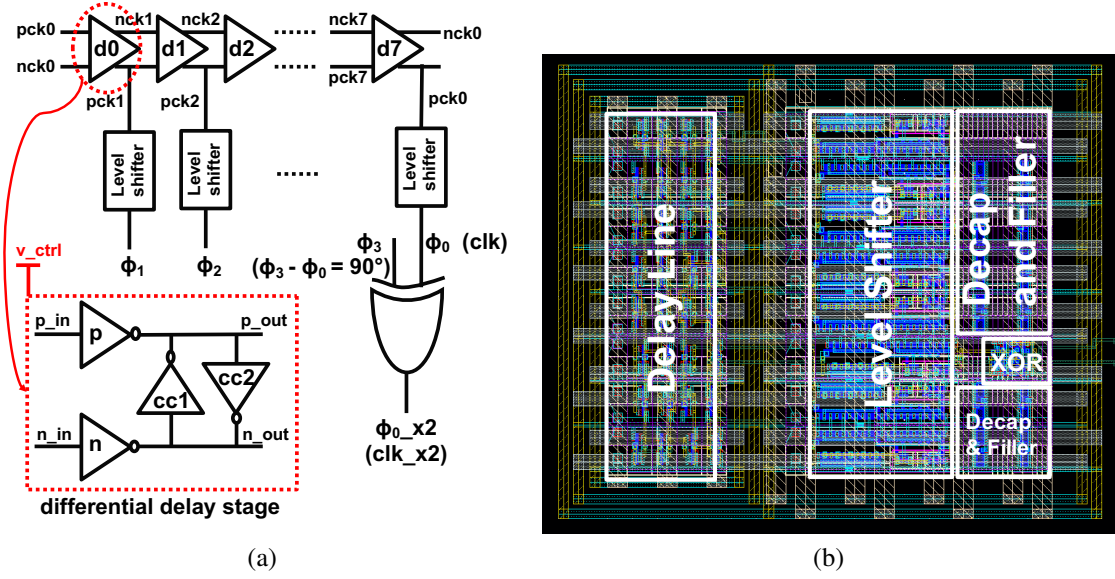 pck0
nck1
nck2
nck7
nck0
d0
d1
d2
d7
nck0
pck7
pck1
pck2
pck0
Level
shifter
Level
shifter
Level
shifter
v_ctrl
ϕ1
ϕ2
ϕ3
ϕ0 (clk)
(ϕ3 - ϕ0 = 90°)
p_in
p
p_out
cc1
cc2
n_in
n
n_out
ϕ0_x2
(clk_x2)
differential delay stage
(a)
Delay Line
Level Shifter
Decap
and Filler
XOR
Decap
& Filler
(b)